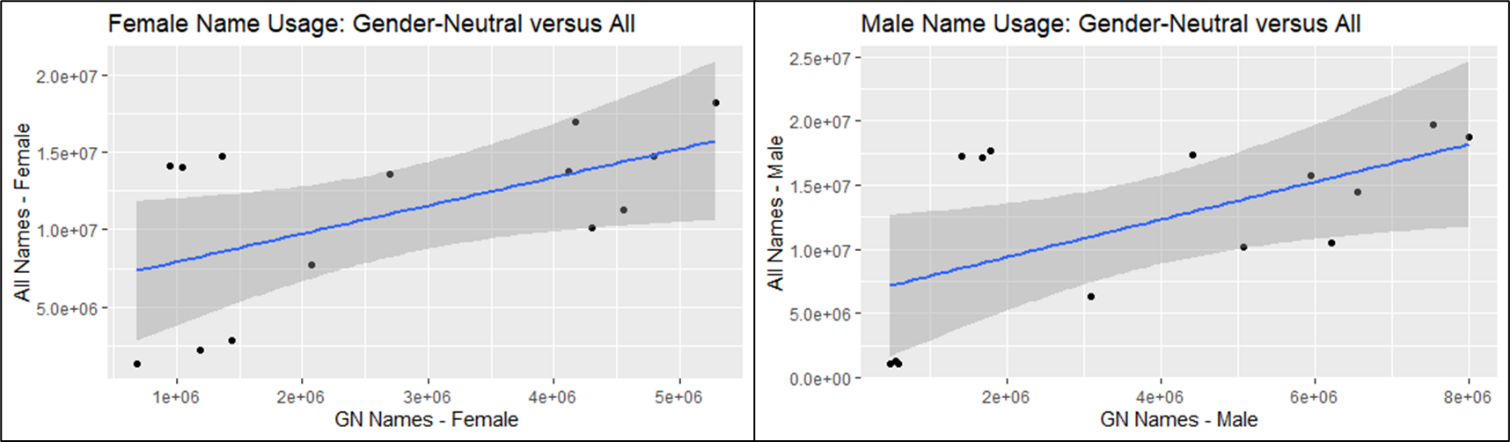 Female Name Usage: Gender-Neutral versus All
All Names - Female
2.0e+07
1.5e+07
1.0e+07
5.0e+06
1e+06 2e+06 3e+06 4e+06 5e+06
GN Names - Female
Male Name Usage: Gender-Neutral versus All
All Names - Male
2.5e+07
2.0e+07
1.5e+07
1.0e+07
5.0e+06
0.0e+00
2e+06 4e+06 6e+06 8e+06
GN Names - Male